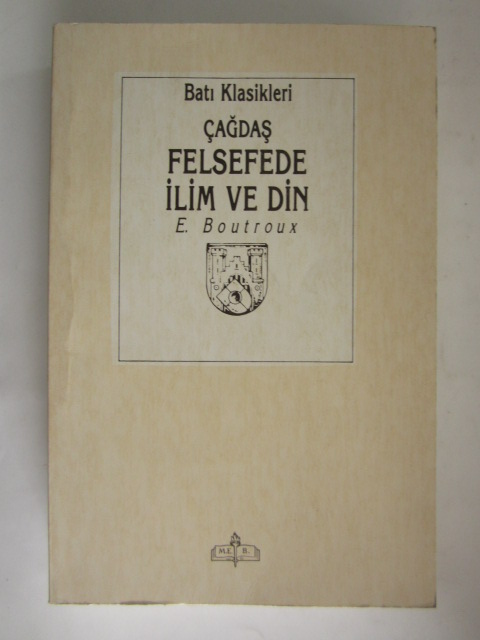 Batı Klasikleri
ÇAĞDAŞ
FELSEFEDE
İLİM VE DİN
E. Boutroux
M.E. B.